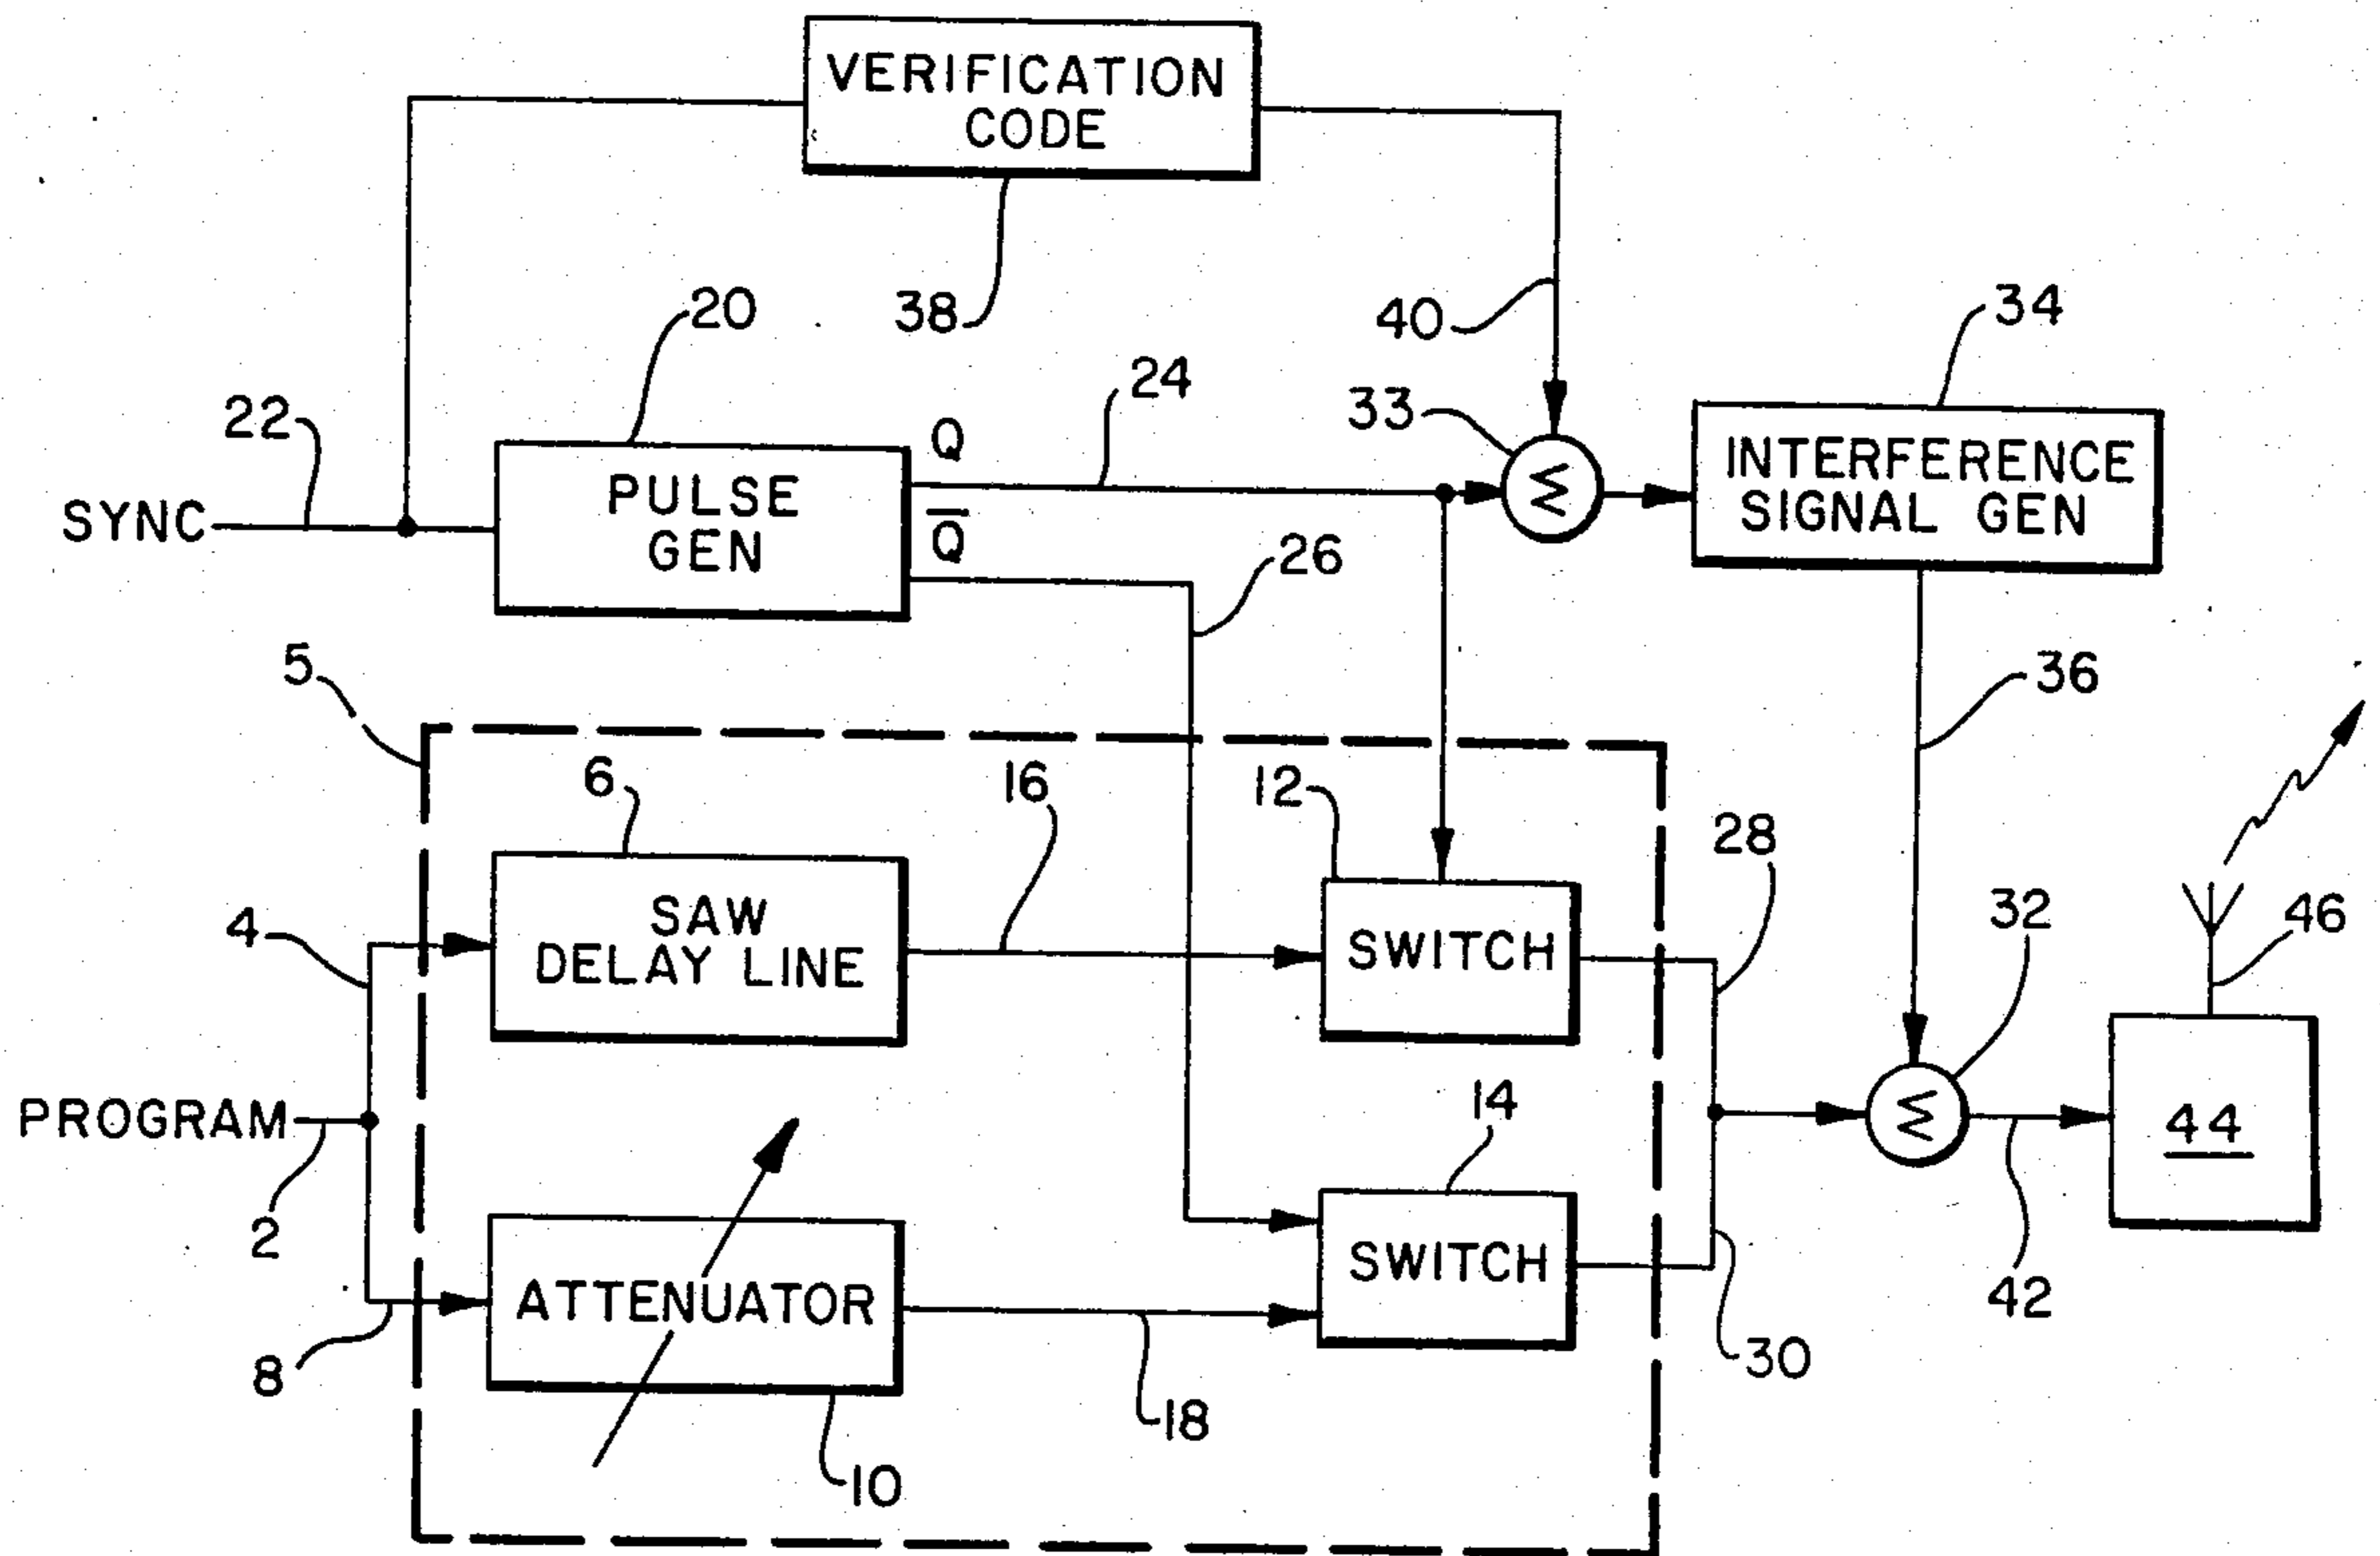 VERIFICATION
CODE
38
40
20
22
24
33
34
Q
Q̅
SYNC
PULSE
GEN
Σ
INTERFERENCE
SIGNAL GEN
26
5
36
6
16
12
28
4
SAW
DELAY LINE
SWITCH
32
46
PROGRAM
2
14
Σ
44
8
ATTENUATOR
SWITCH
42
30
18
10